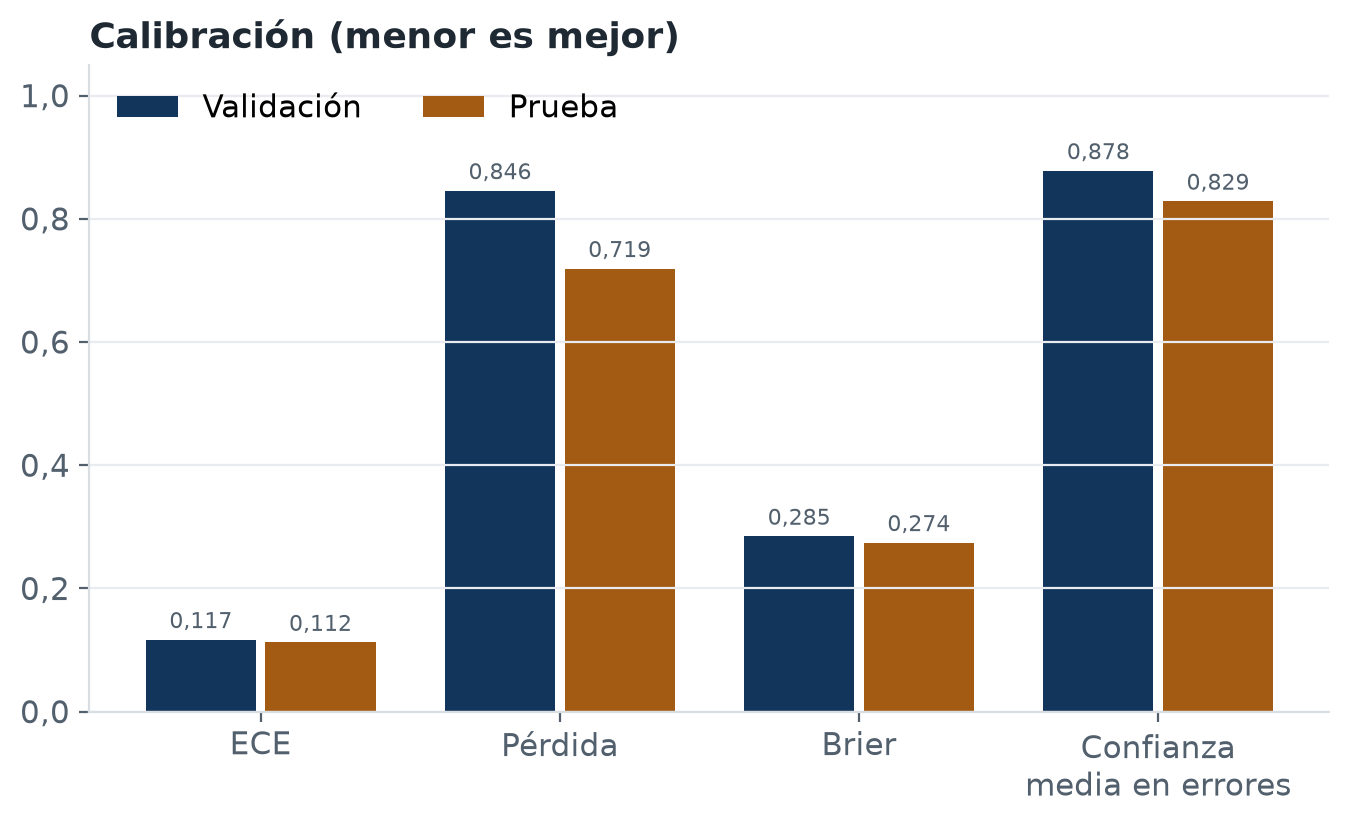 Calibración (menor es mejor)
1,0
0,8
0,6
0,4
0,2
0,0
Validación
Prueba
0,117
0,112
0,846
0,719
0,285
0,274
0,878
0,829
ECE
Pérdida
Brier
Confianza
media en errores